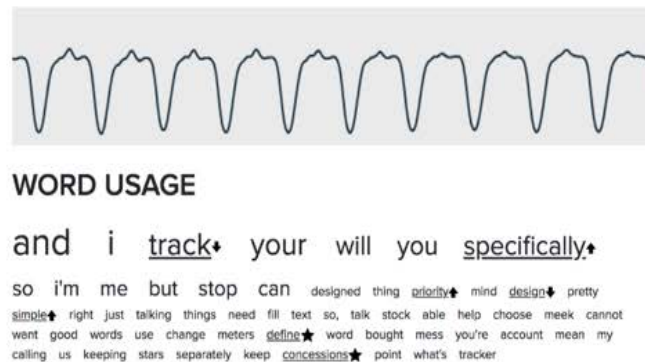 WORD USAGE
and i track⬇ your will you specifically⬆
so i'm me but stop can designed thing priority⬆ mind design⬇ pretty
simple⬆ right just talking things need fill text so, talk stock able help choose meek cannot
want good words use change meters define★ word bought mess you're account mean my
calling us keeping stars separately keep concessions★ point what's tracker